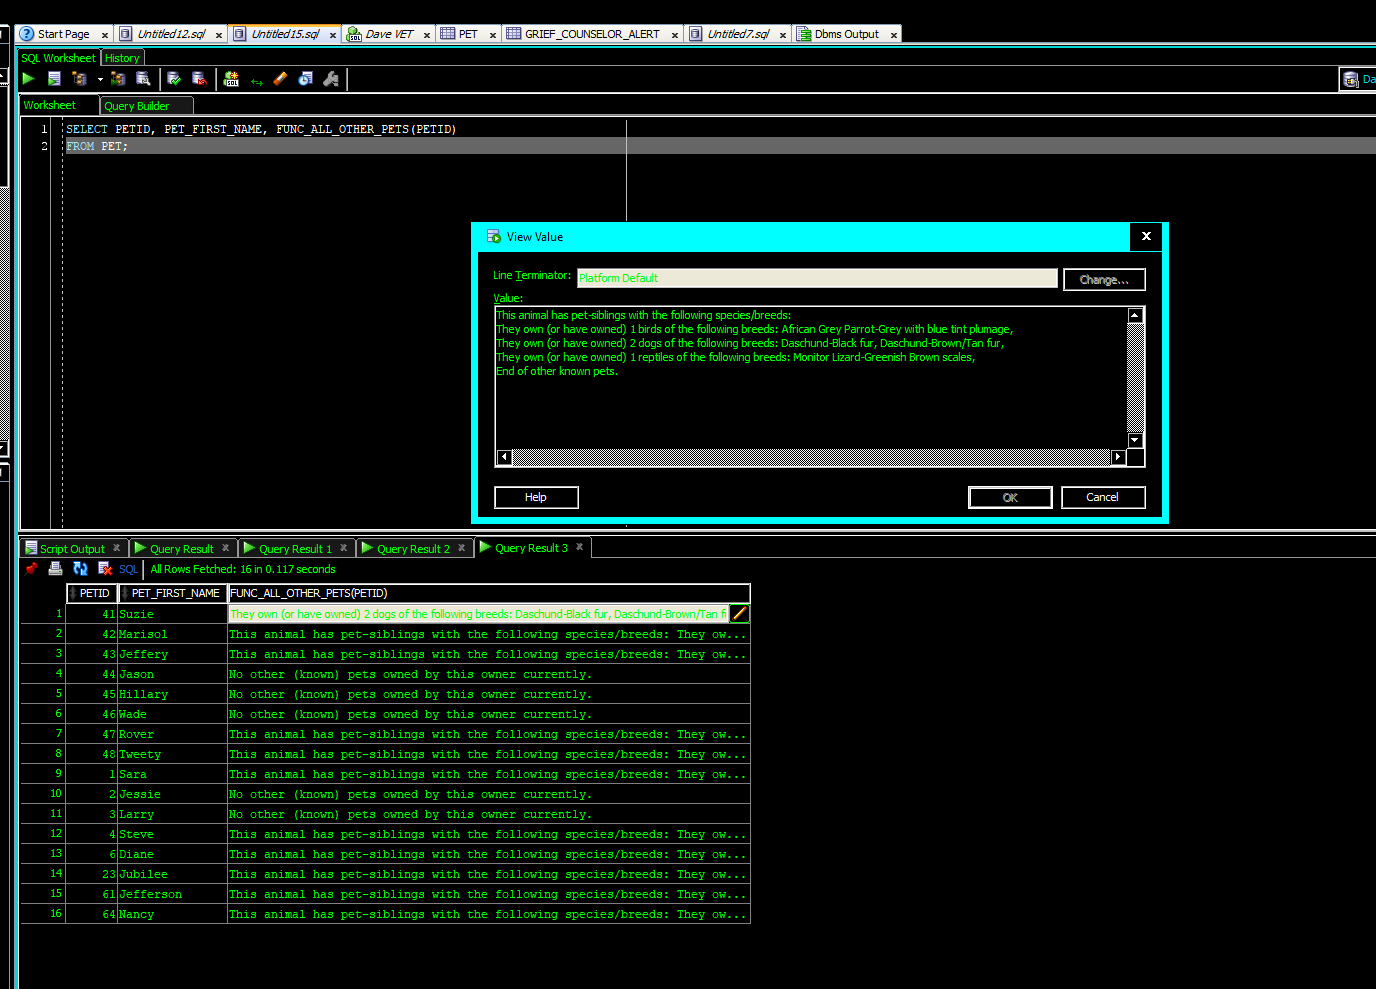 Start Page x Untitled12.sql x Untitled15.sql x Dave VET x PET x GRIEF_COUNSELOR_ALERT x Untitled7.sql x Dbms Output x
SQL Worksheet History
Da
Worksheet Query Builder
1 SELECT PETID, PET_FIRST_NAME, FUNC_ALL_OTHER_PETS(PETID)
2 FROM PET;
View Value X
Line Terminator: Platform Default Change...
Value:
This animal has pet-siblings with the following species/breeds:
They own (or have owned) 1 birds of the following breeds: African Grey Parrot-Grey with blue tint plumage,
They own (or have owned) 2 dogs of the following breeds: Daschund-Black fur, Daschund-Brown/Tan fur,
They own (or have owned) 1 reptiles of the following breeds: Monitor Lizard-Greenish Brown scales,
End of other known pets.
Help OK Cancel
Script Output x Query Result x Query Result 1 x Query Result 2 x Query Result 3 x
SQL All Rows Fetched: 16 in 0.117 seconds
PETID PET_FIRST_NAME FUNC_ALL_OTHER_PETS(PETID)
1 41 Suzie They own (or have owned) 2 dogs of the following breeds: Daschund-Black fur, Daschund-Brown/Tan f
2 42 Marisol This animal has pet-siblings with the following species/breeds: They ow...
3 43 Jeffery This animal has pet-siblings with the following species/breeds: They ow...
4 44 Jason No other (known) pets owned by this owner currently.
5 45 Hillary No other (known) pets owned by this owner currently.
6 46 Wade No other (known) pets owned by this owner currently.
7 47 Rover This animal has pet-siblings with the following species/breeds: They ow...
8 48 Tweety This animal has pet-siblings with the following species/breeds: They ow...
9 1 Sara This animal has pet-siblings with the following species/breeds: They ow...
10 2 Jessie No other (known) pets owned by this owner currently.
11 3 Larry No other (known) pets owned by this owner currently.
12 4 Steve This animal has pet-siblings with the following species/breeds: They ow...
13 6 Diane This animal has pet-siblings with the following species/breeds: They ow...
14 23 Jubilee This animal has pet-siblings with the following species/breeds: They ow...
15 61 Jefferson This animal has pet-siblings with the following species/breeds: They ow...
16 64 Nancy This animal has pet-siblings with the following species/breeds: They ow...